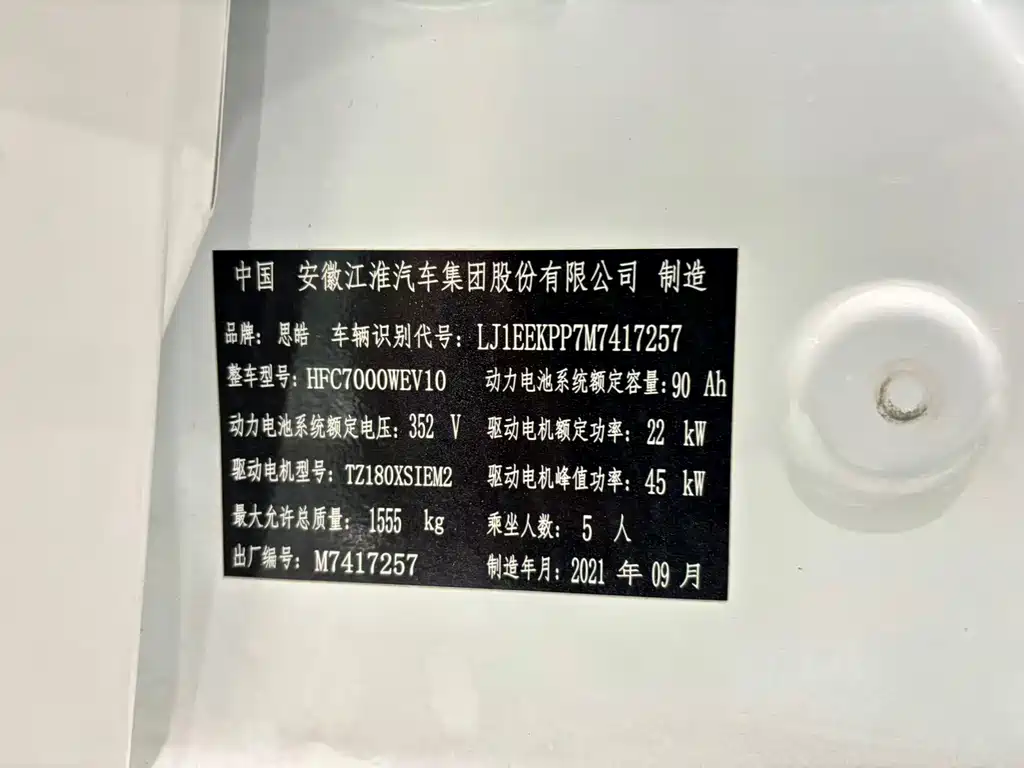 中国 安徽江淮汽车集团股份有限公司 制造
品牌：思皓 车辆识别代号：LJ1EEKPP7M7417257
整车型号：HFC7000WEV10 动力电池系统额定容量：90 Ah
动力电池系统额定电压：352 V 驱动电机额定功率：22 kW
驱动电机型号：TZ180XSIEM2 驱动电机峰值功率：45 kW
最大允许总质量：1555 kg 乘坐人数：5 人
出厂编号：M7417257 制造年月：2021 年 09 月